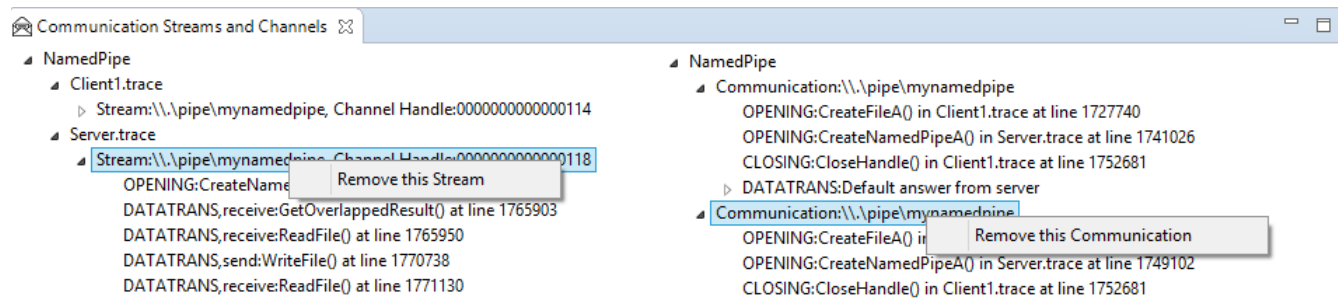 Communication Streams and Channels
NamedPipe
Client1.trace
Stream:\\.\pipe\mynamedpipe, Channel Handle:0000000000000114
Server.trace
Stream:\\.\pipe\mynamedpipe, Channel Handle:0000000000000118
Remove this Stream
OPENING:CreateName
DATATRANS,receive:GetOverlappedResult() at line 1765903
DATATRANS,receive:ReadFile() at line 1765950
DATATRANS,send:WriteFile() at line 1770738
DATATRANS,receive:ReadFile() at line 1771130
NamedPipe
Communication:\\.\pipe\mynamedpipe
OPENING:CreateFileA() in Client1.trace at line 1727740
OPENING:CreateNamedPipeA() in Server.trace at line 1741026
CLOSING:CloseHandle() in Client1.trace at line 1752681
DATATRANS:Default answer from server
Communication:\\.\pipe\mynamedpipe
Remove this Communication
OPENING:CreateFileA() i
OPENING:CreateNamedPipeA() in Server.trace at line 1749102
CLOSING:CloseHandle() in Client1.trace at line 1752681